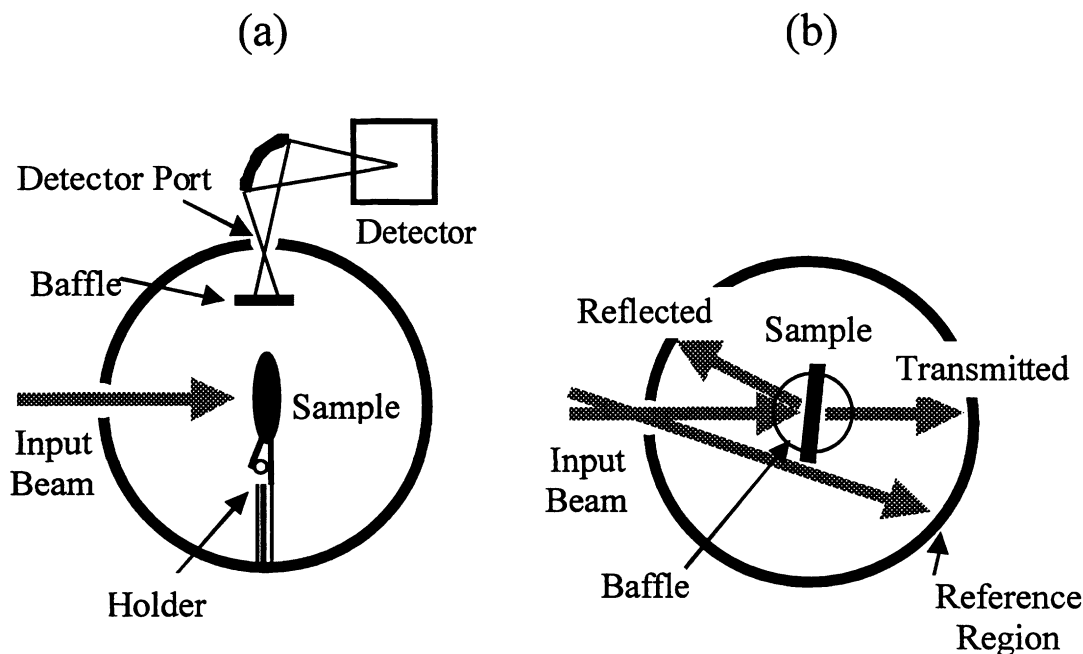 (a)
Detector Port
Detector
Baffle
Sample
Input
Beam
Holder
(b)
Reflected
Sample
Transmitted
Input
Beam
Baffle
Reference
Region